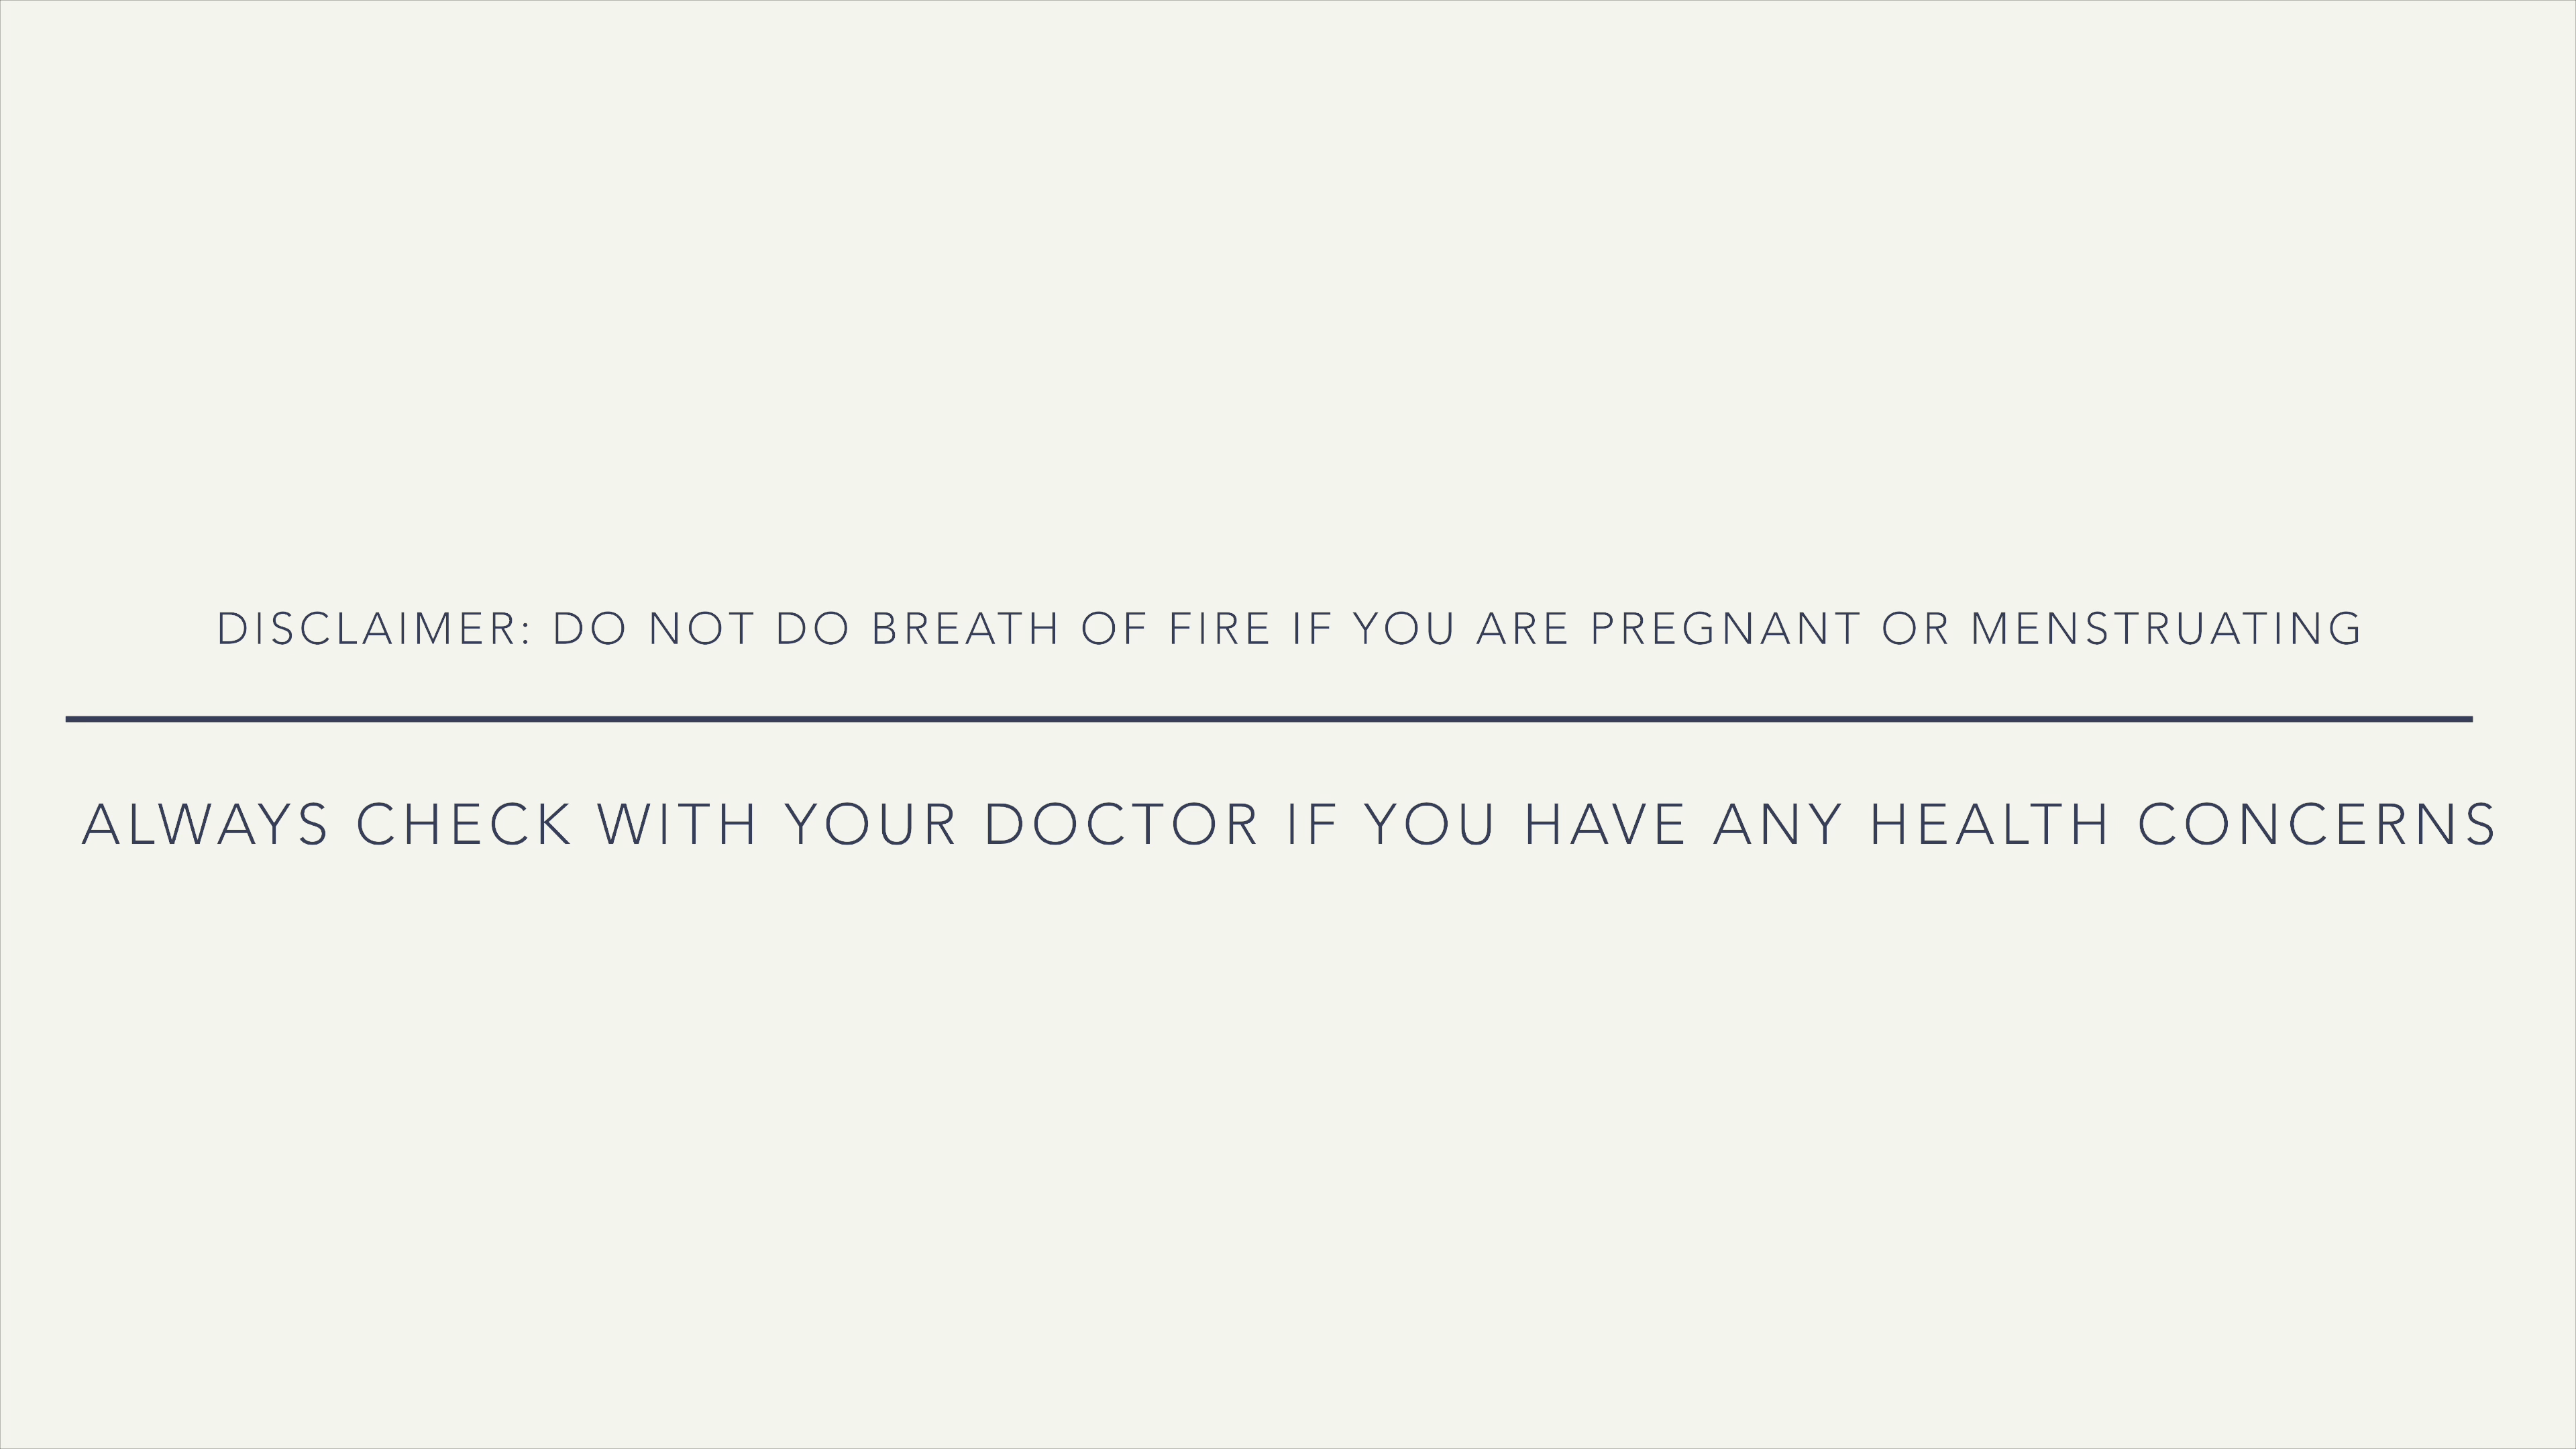 DISCLAIMER: DO NOT DO BREATH OF FIRE IF YOU ARE PREGNANT OR MENSTRUATING
ALWAYS CHECK WITH YOUR DOCTOR IF YOU HAVE ANY HEALTH CONCERNS